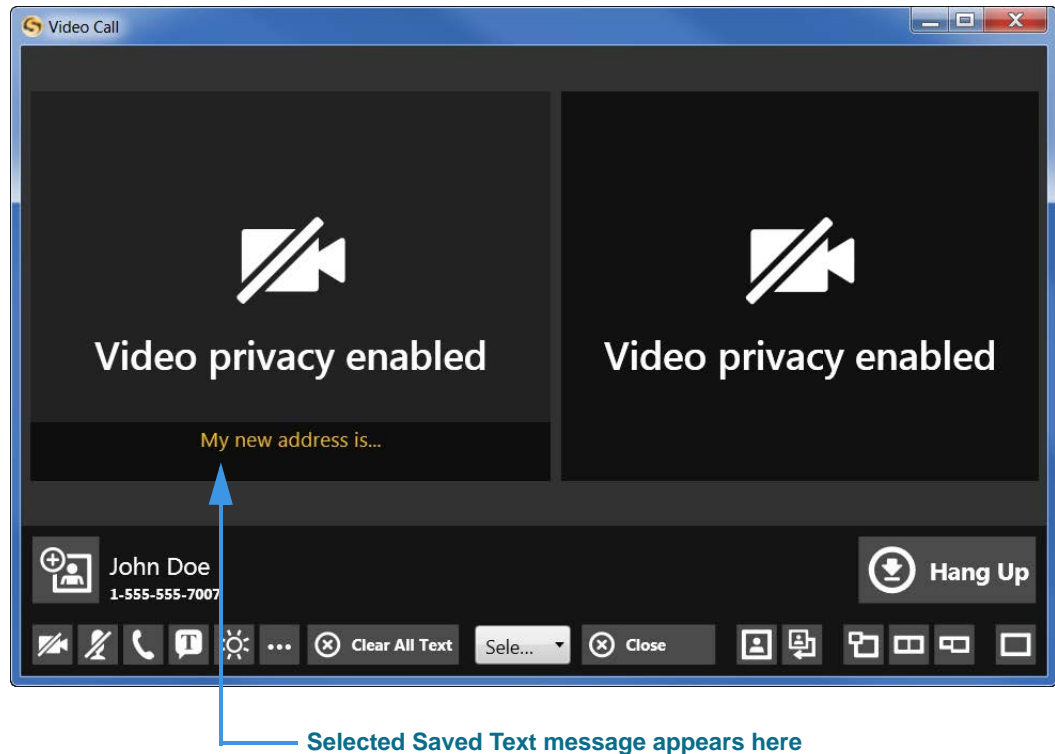 Video Call
Video privacy enabled
Video privacy enabled
My new address is...
John Doe
1-555-555-7007
Hang Up
T
Clear All Text
Sele...
Close
Selected Saved Text message appears here